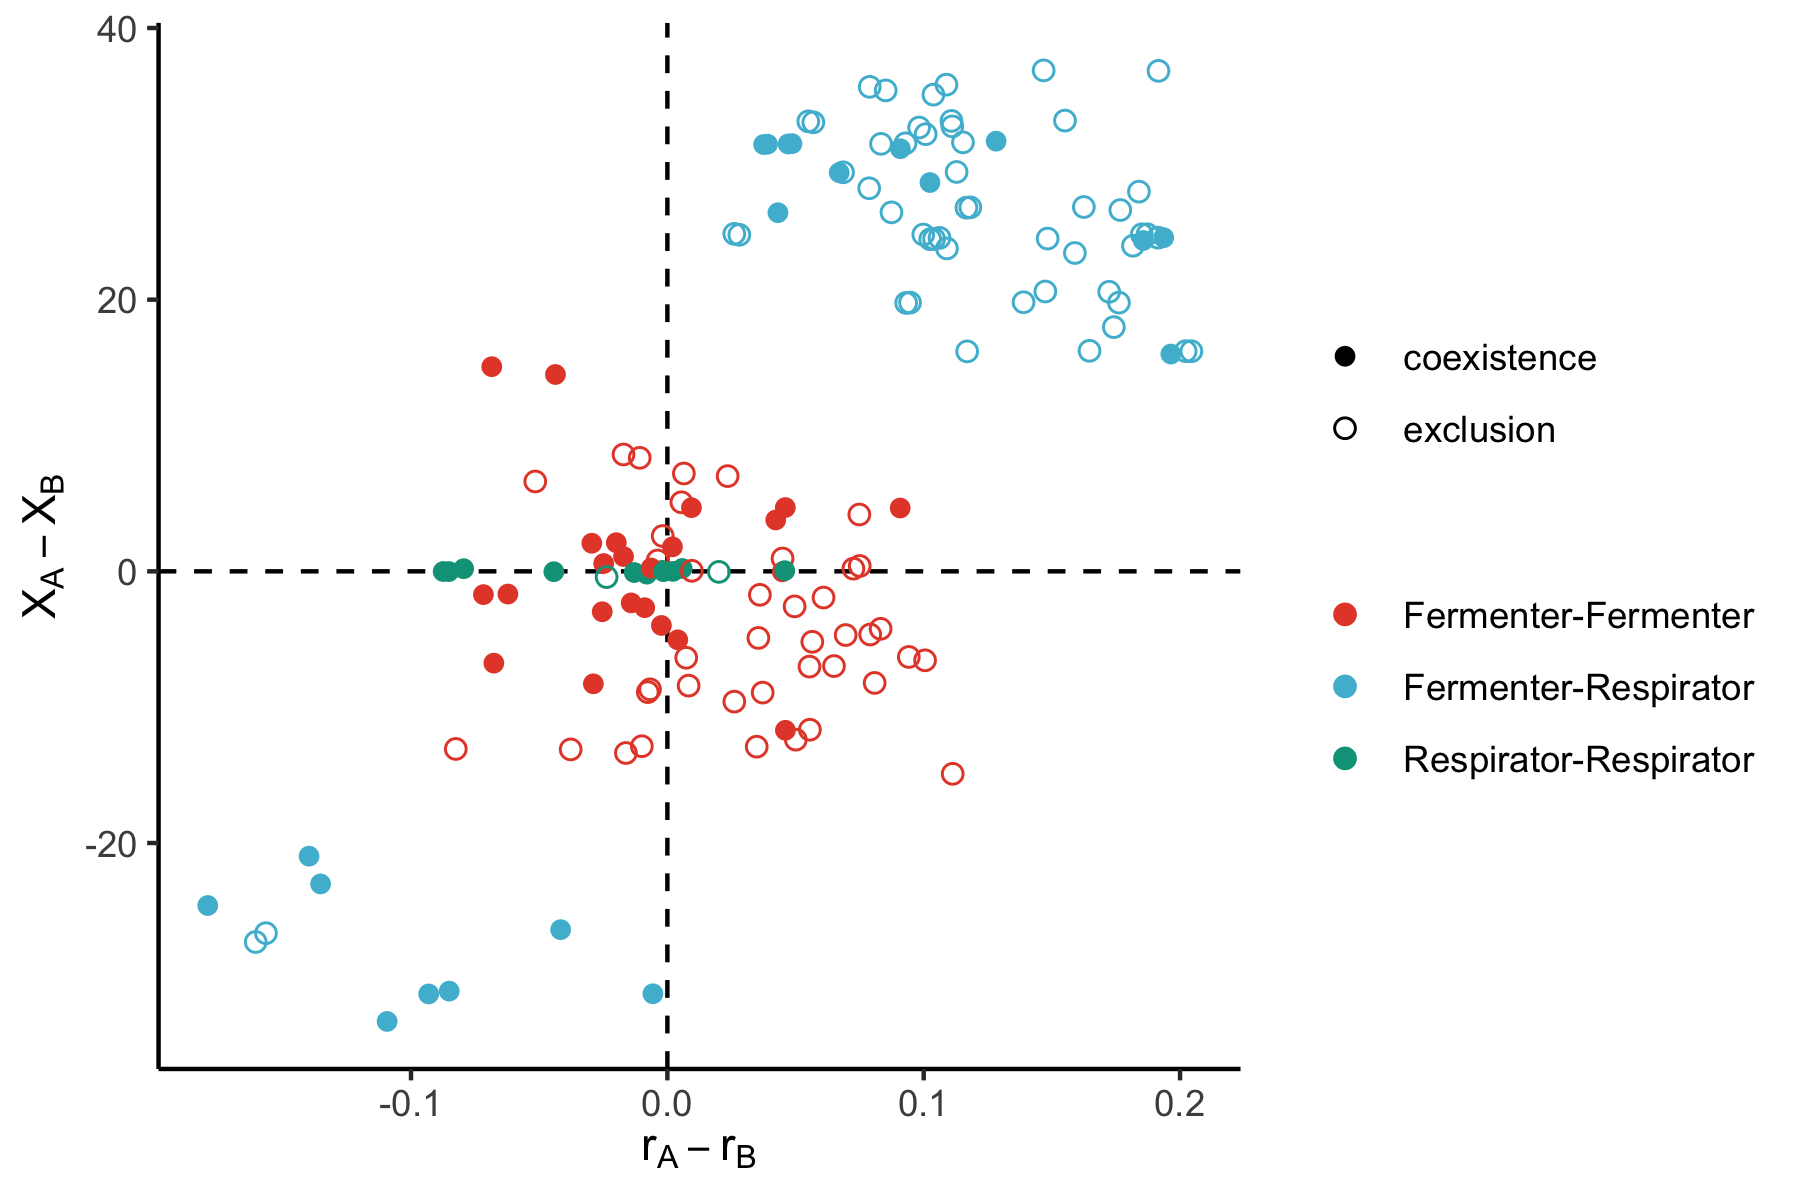 40
20
0
-20
X_A – X_B
-0.1 0.0 0.1 0.2
r_A – r_B
coexistence
exclusion
Fermenter-Fermenter
Fermenter-Respirator
Respirator-Respirator